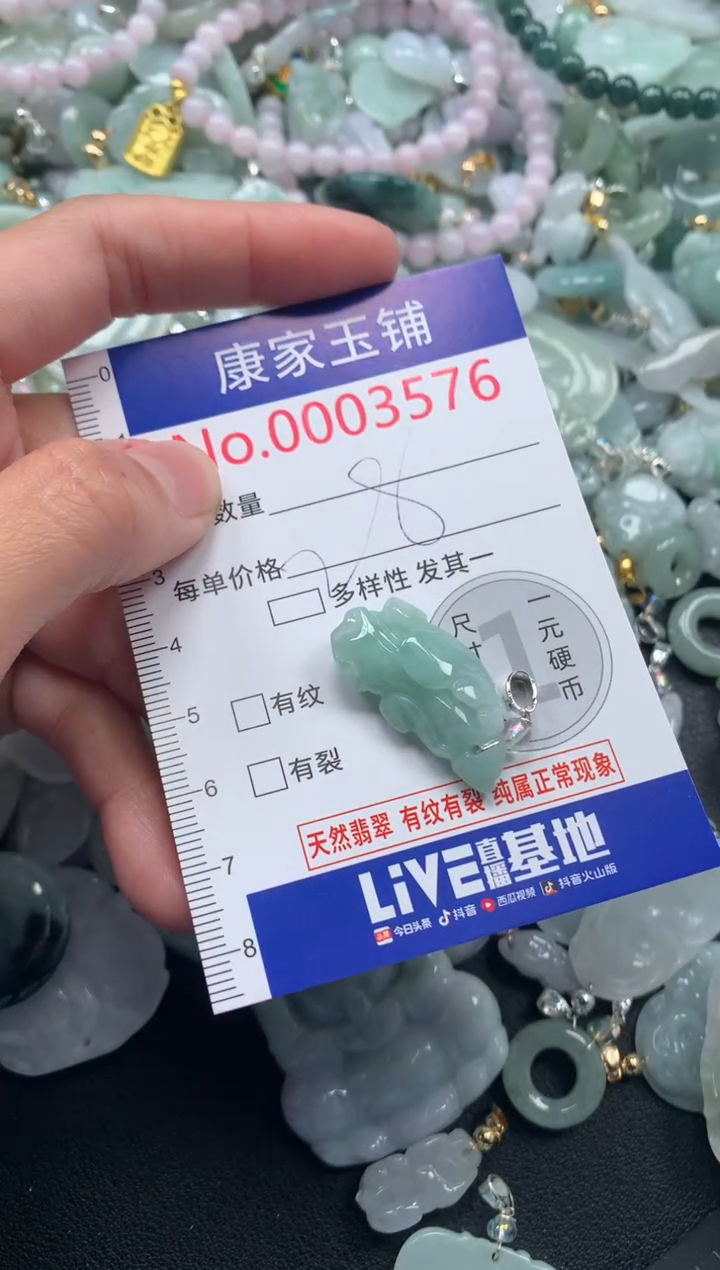 康家玉铺
No.0003576
数量
8
每单价格
多样性 发其一
一元硬币
尺寸
1
有纹
有裂
天然翡翠 有纹有裂 纯属正常现象
LiVE直播基地
今日头条 抖音 西瓜视频 抖音火山版
0
3
4
5
6
7
8